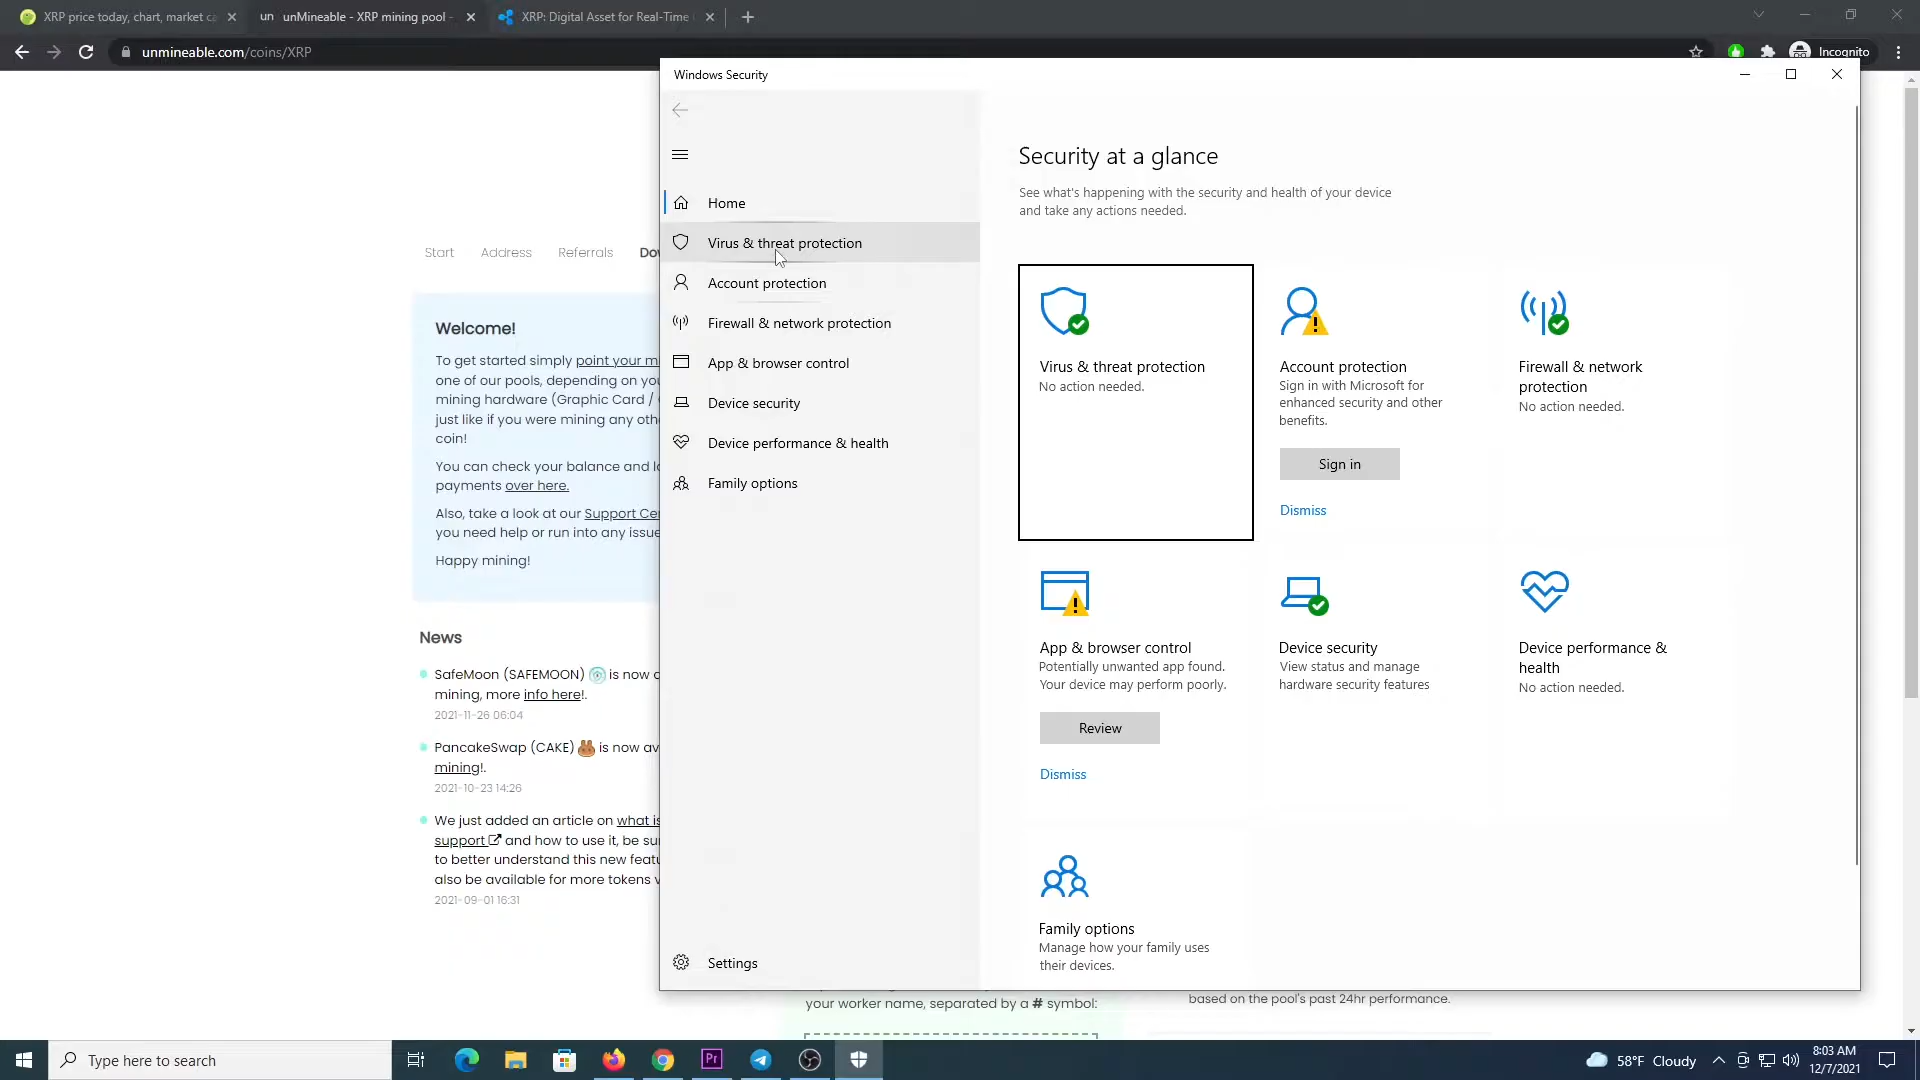 XRP price today, chart, market ca
un unMineable - XRP mining pool -
XRP: Digital Asset for Real-Time
unmineable.com/coins/XRP
Incognito
Windows Security
Home
Virus & threat protection
Account protection
Firewall & network protection
App & browser control
Device security
Device performance & health
Family options
Settings
Security at a glance
See what's happening with the security and health of your device
and take any actions needed.
Virus & threat protection
No action needed.
Account protection
Sign in with Microsoft for
enhanced security and other
benefits.
Sign in
Dismiss
Firewall & network
protection
No action needed.
App & browser control
Potentially unwanted app found.
Your device may perform poorly.
Review
Dismiss
Device security
View status and manage
hardware security features
Device performance &
health
No action needed.
Family options
Manage how your family uses
their devices.
Start Address Referrals Dow
Welcome!
To get started simply point your mi
one of our pools, depending on you
mining hardware (Graphic Card /
just like if you were mining any oth
coin!
You can check your balance and l
payments over here.
Also, take a look at our Support Ce
you need help or run into any issue
Happy mining!
News
SafeMoon (SAFEMOON) is now
mining, more info here!.
2021-11-26 06:04
PancakeSwap (CAKE) is now av
mining!.
2021-10-23 14:26
We just added an article on what is
support and how to use it, be su
to better understand this new feat
also be available for more tokens
2021-09-01 16:31
your worker name, separated by a # symbol:
based on the pool's past 24hr performance.
Type here to search
Pr
58°F Cloudy
8:03 AM
12/7/2021